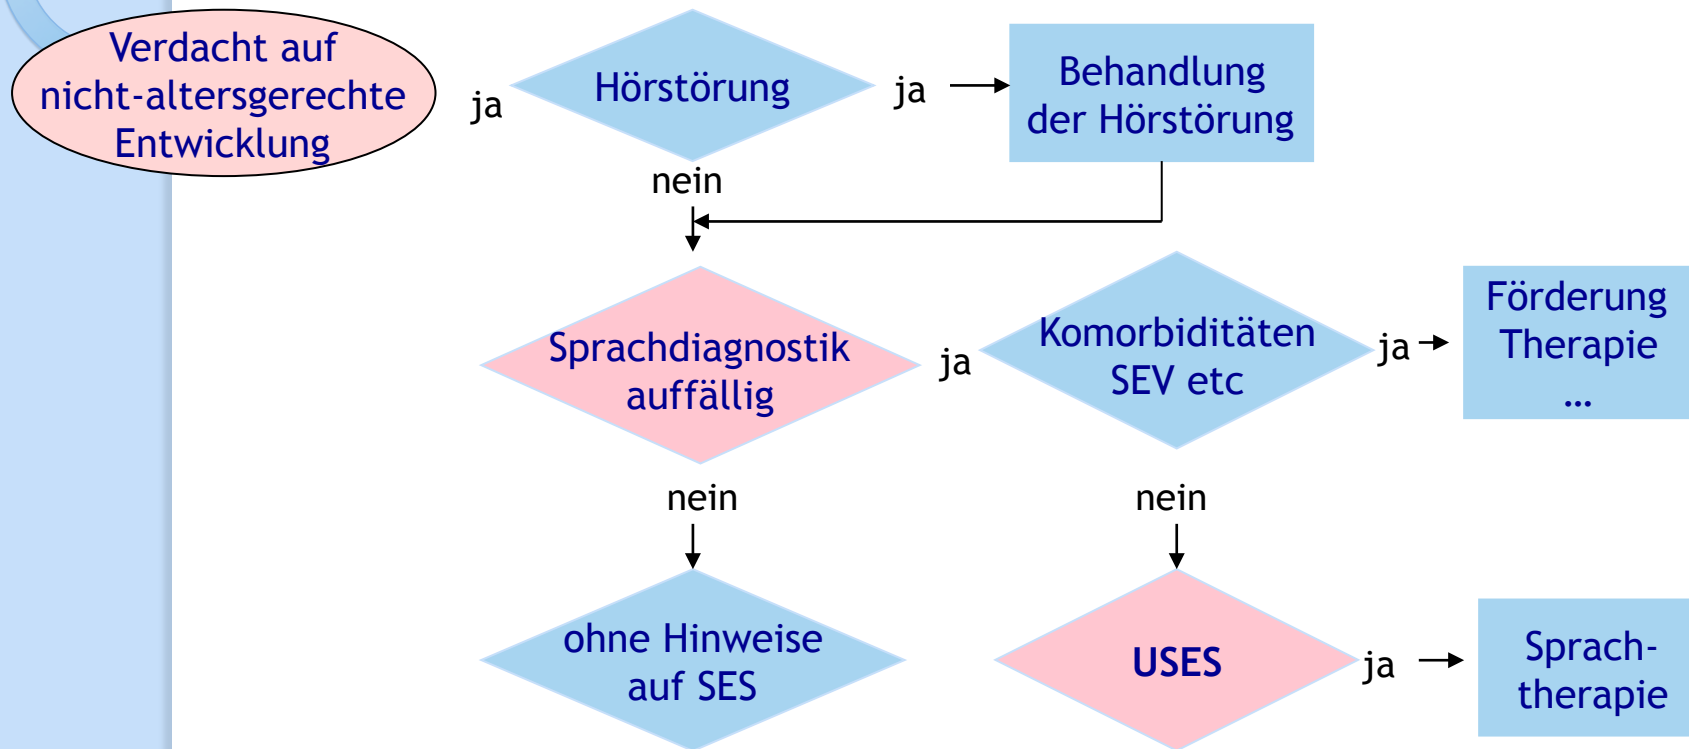 Verdacht auf
nicht-altersgerechte
Entwicklung
ja
Hörstörung
ja
Behandlung
der Hörstörung
nein
Sprachdiagnostik
auffällig
ja
Komorbiditäten
SEV etc
ja
Förderung
Therapie
…
nein
nein
ohne Hinweise
auf SES
USES
ja
Sprach-
therapie